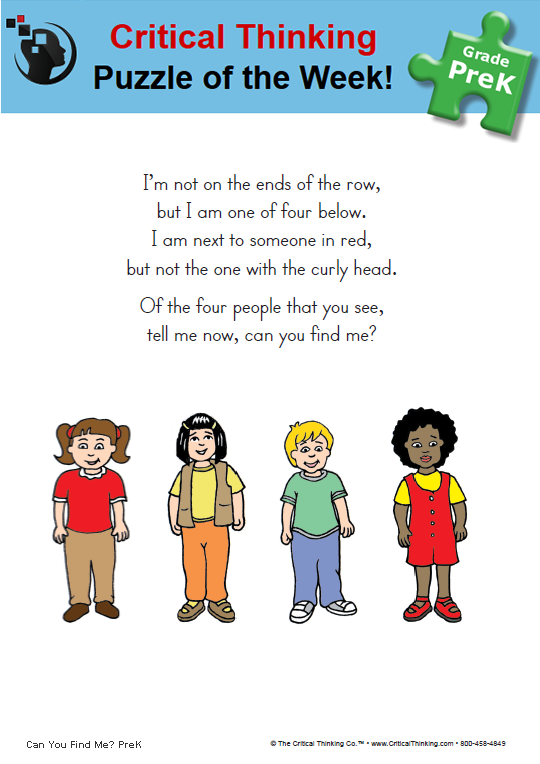 Critical Thinking
Puzzle of the Week!
Grade
PreK
I'm not on the ends of the row,
but I am one of four below.
I am next to someone in red,
but not the one with the curly head.
Of the four people that you see,
tell me now, can you find me?
Can You Find Me? PreK
© The Critical Thinking Co.™ • www.CriticalThinking.com • 800-458-4849